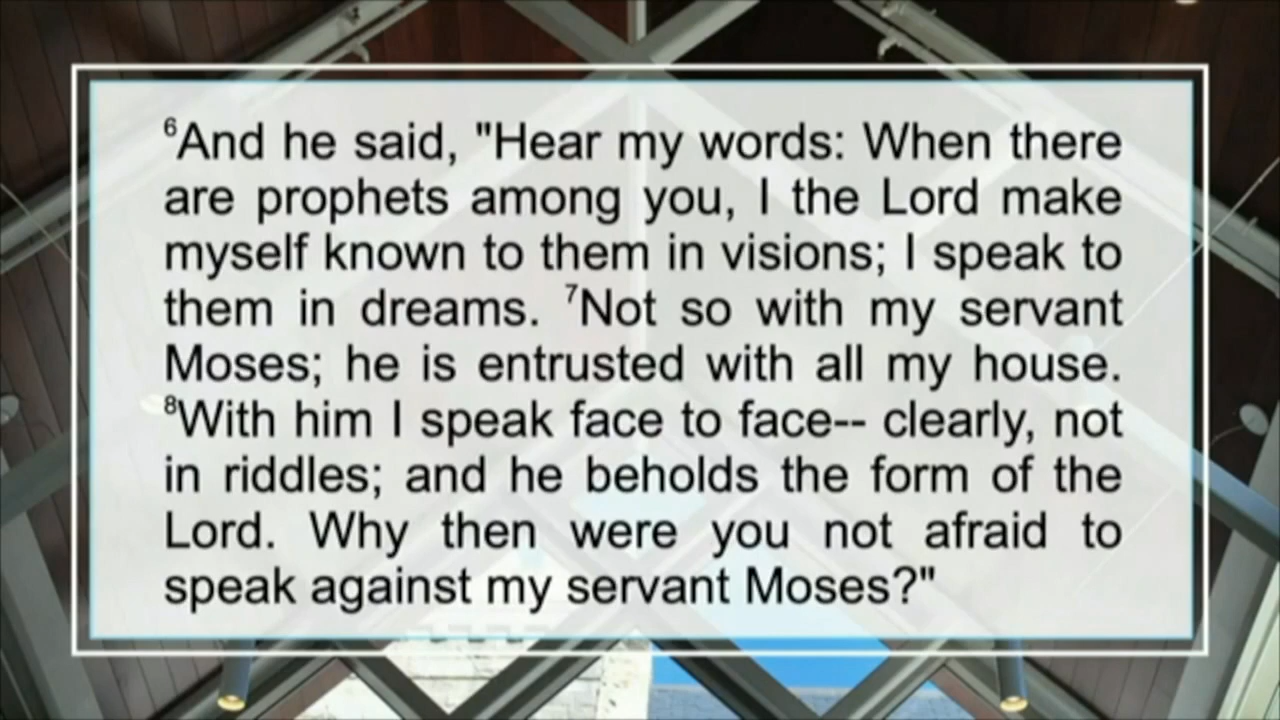 ⁶And he said, "Hear my words: When there
are prophets among you, I the Lord make
myself known to them in visions; I speak to
them in dreams. ⁷Not so with my servant
Moses; he is entrusted with all my house.
⁸With him I speak face to face-- clearly, not
in riddles; and he beholds the form of the
Lord. Why then were you not afraid to
speak against my servant Moses?"